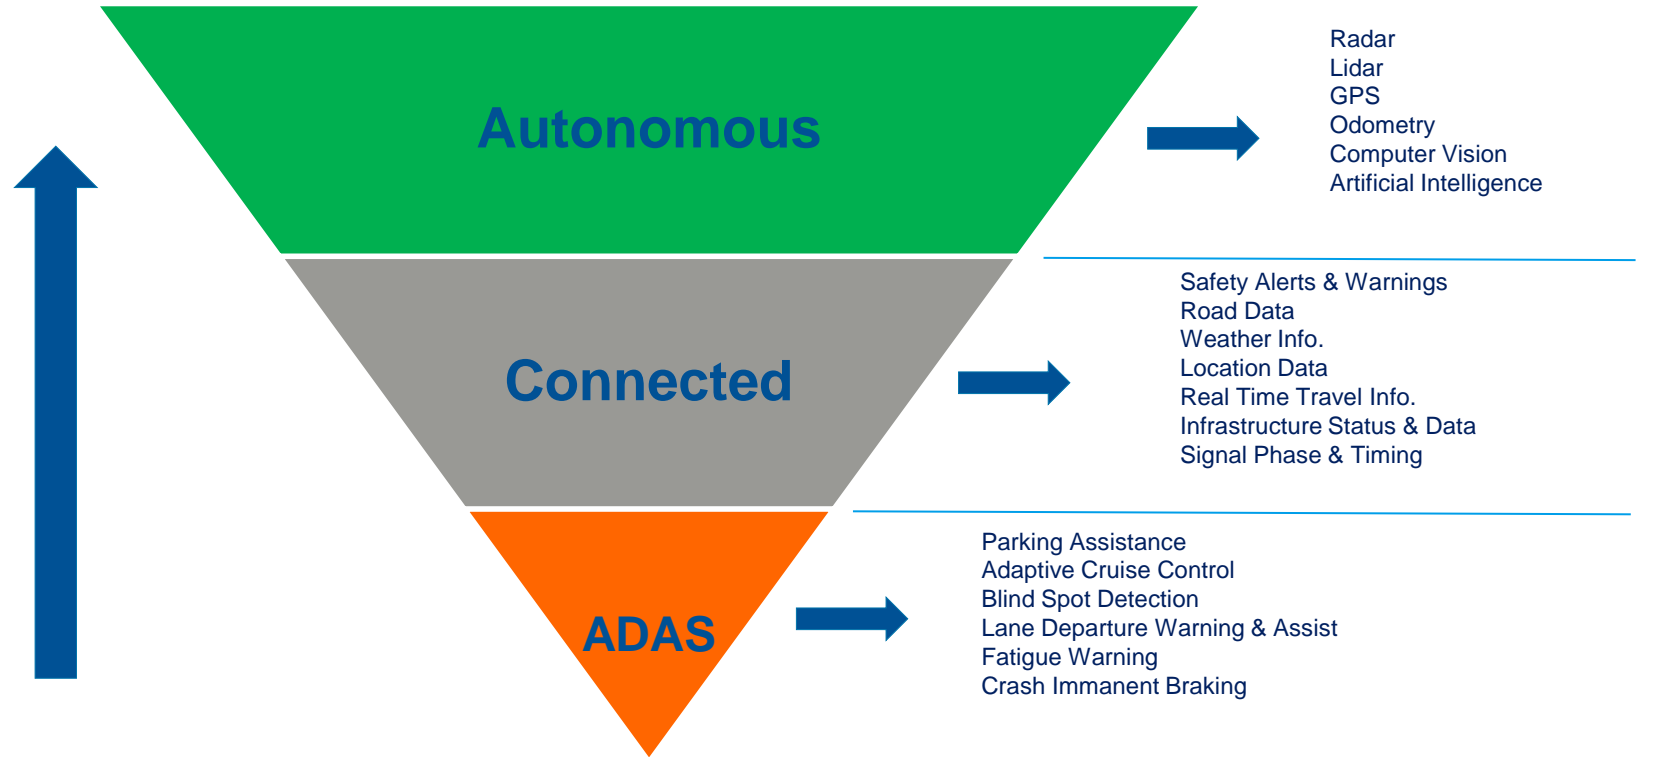 Autonomous
Radar
Lidar
GPS
Odometry
Computer Vision
Artificial Intelligence
Connected
Safety Alerts & Warnings
Road Data
Weather Info.
Location Data
Real Time Travel Info.
Infrastructure Status & Data
Signal Phase & Timing
ADAS
Parking Assistance
Adaptive Cruise Control
Blind Spot Detection
Lane Departure Warning & Assist
Fatigue Warning
Crash Immanent Braking